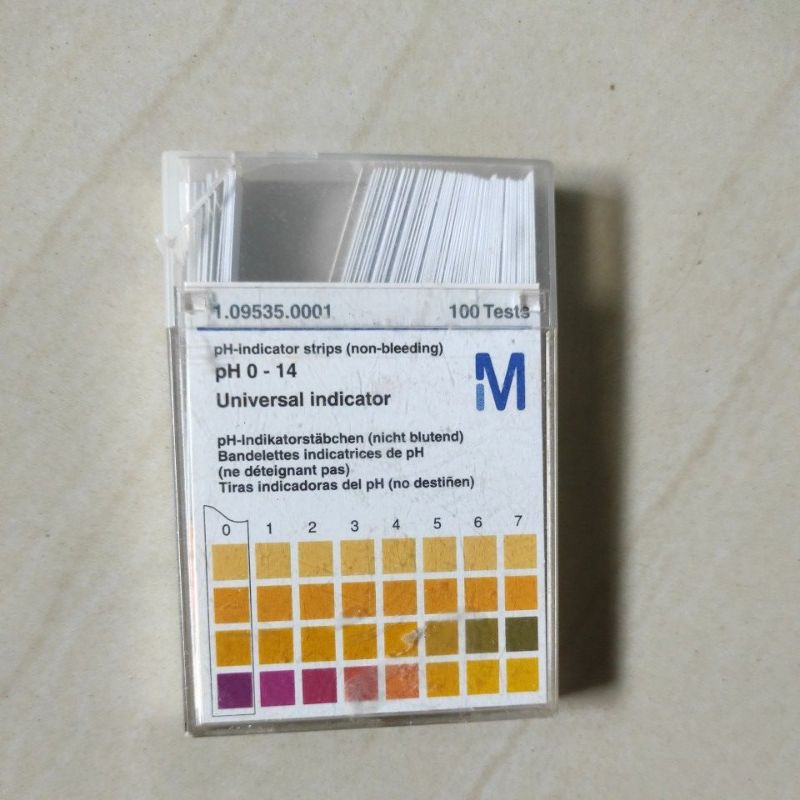 1.09535.0001 100 Tests
pH-indicator strips (non-bleeding)
pH 0 - 14
M
Universal indicator
pH-Indikatorstäbchen (nicht blutend)
Bandelettes indicatrices de pH
(ne déteignant pas)
Tiras indicadoras del pH (no destiñen)
0 1 2 3 4 5 6 7